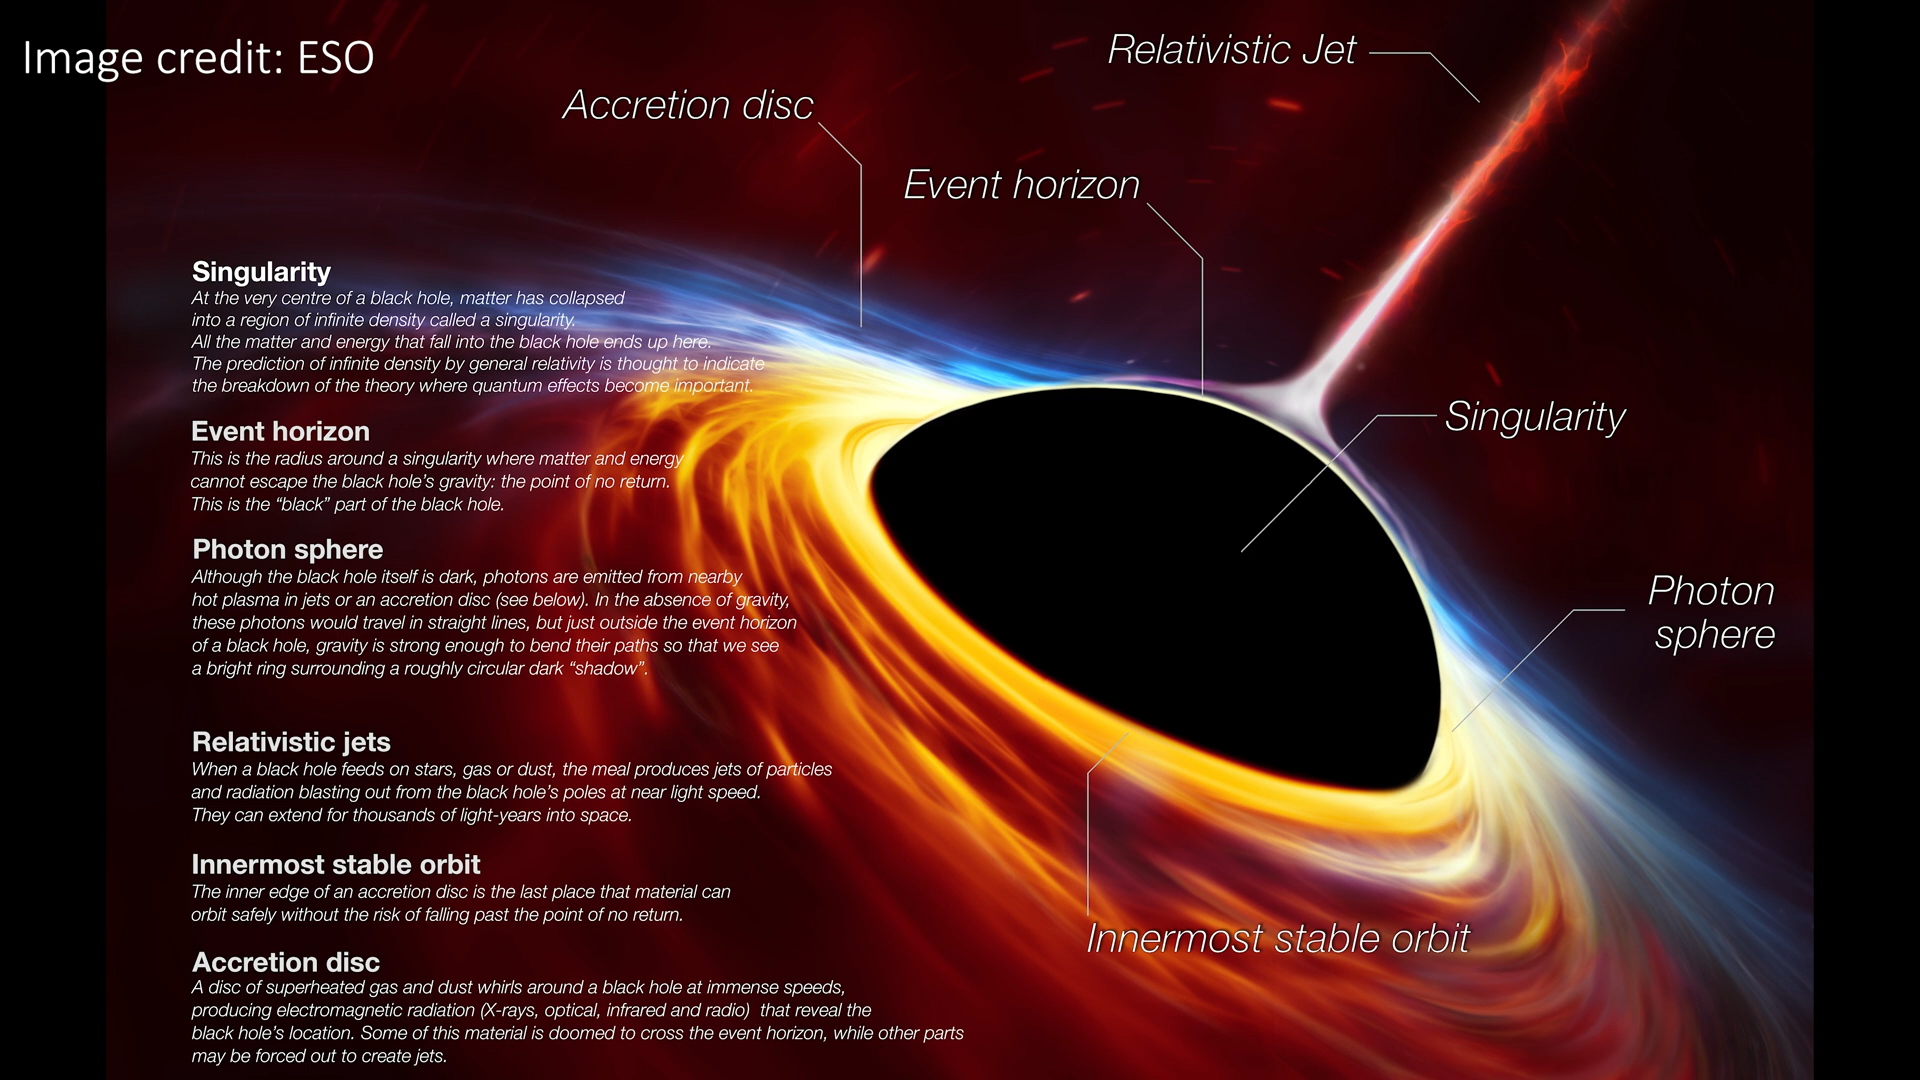 Image credit: ESO
Relativistic Jet
Accretion disc
Event horizon
Singularity
At the very centre of a black hole, matter has collapsed
into a region of infinite density called a singularity.
All the matter and energy that fall into the black hole ends up here.
The prediction of infinite density by general relativity is thought to indicate
the breakdown of the theory where quantum effects become important.
Event horizon
This is the radius around a singularity where matter and energy
cannot escape the black hole’s gravity: the point of no return.
This is the “black” part of the black hole.
Photon sphere
Although the black hole itself is dark, photons are emitted from nearby
hot plasma in jets or an accretion disc (see below). In the absence of gravity,
these photons would travel in straight lines, but just outside the event horizon
of a black hole, gravity is strong enough to bend their paths so that we see
a bright ring surrounding a roughly circular dark “shadow”.
Relativistic jets
When a black hole feeds on stars, gas or dust, the meal produces jets of particles
and radiation blasting out from the black hole’s poles at near light speed.
They can extend for thousands of light-years into space.
Innermost stable orbit
The inner edge of an accretion disc is the last place that material can
orbit safely without the risk of falling past the point of no return.
Accretion disc
A disc of superheated gas and dust whirls around a black hole at immense speeds,
producing electromagnetic radiation (X-rays, optical, infrared and radio) that reveal the
black hole’s location. Some of this material is doomed to cross the event horizon, while other parts
may be forced out to create jets.
Singularity
Photon
sphere
Innermost stable orbit